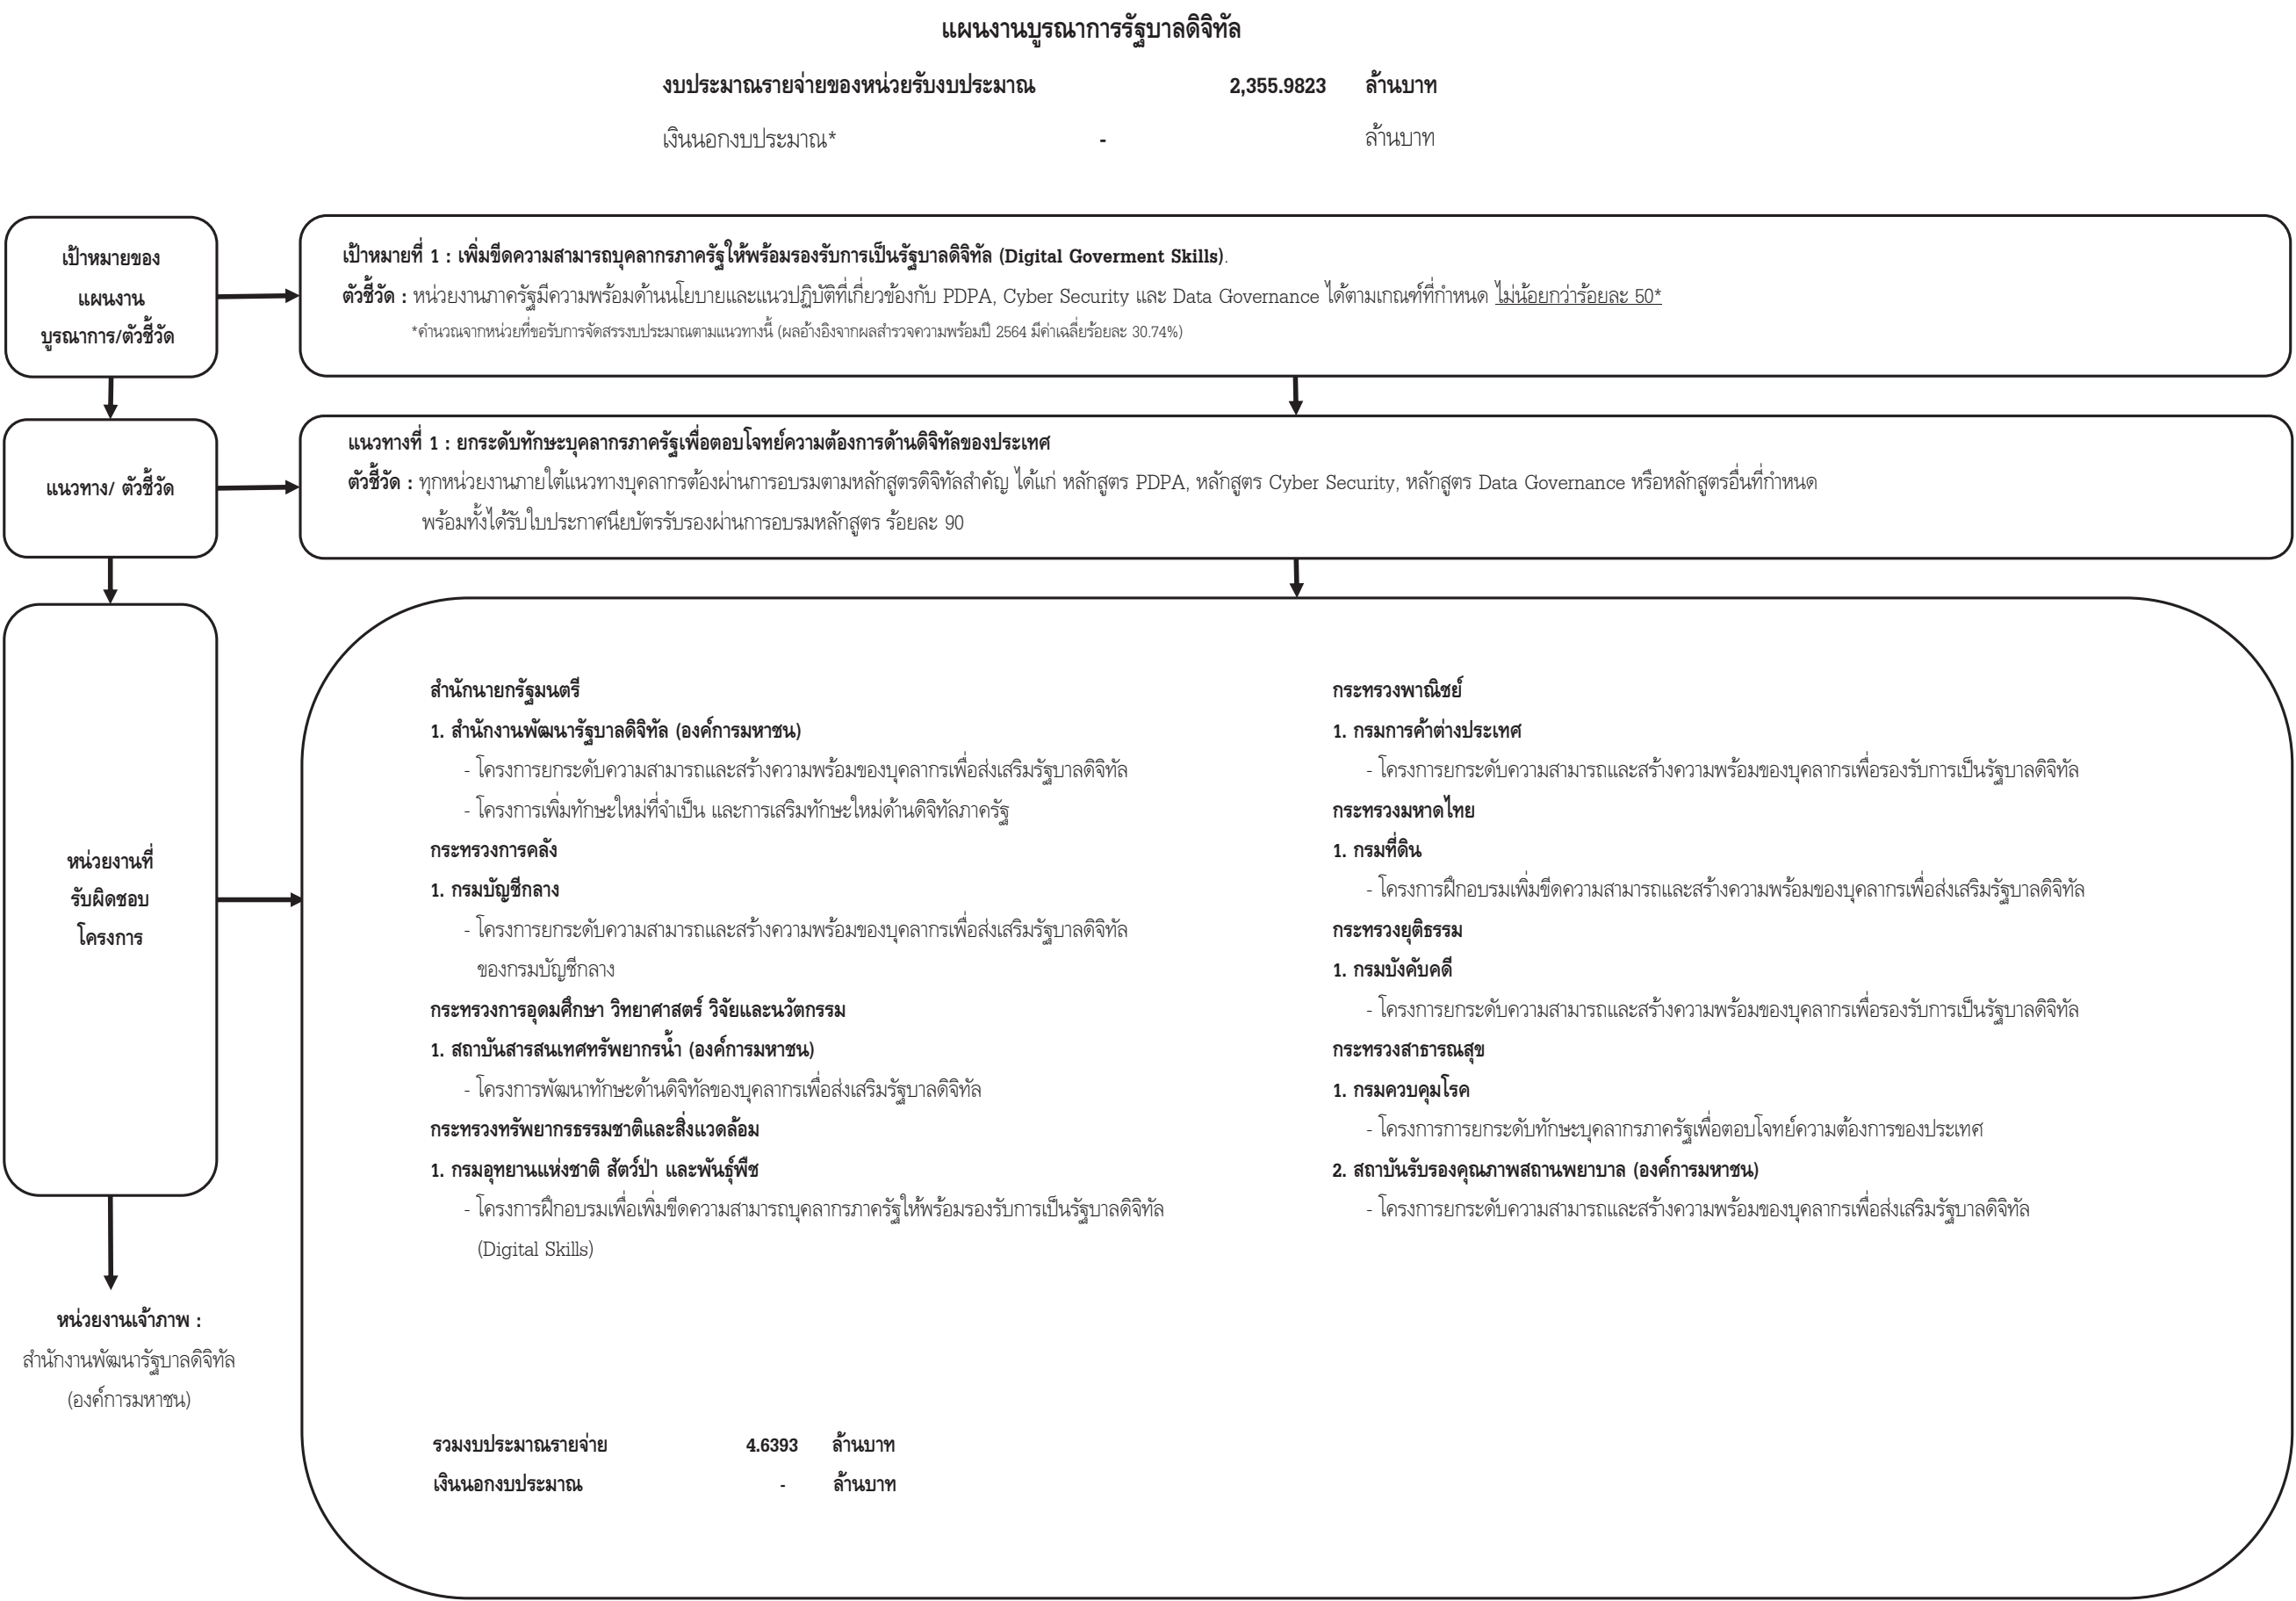 แผนงานบูรณาการรัฐบาลดิจิทัล
งบประมาณรายจ่ายของหน่วยรับงบประมาณ 2,355.9823 ล้านบาท
เงินนอกงบประมาณ* - ล้านบาท
เป้าหมายของ
แผนงาน
บูรณาการ/ตัวชี้วัด
เป้าหมายที่ 1 : เพิ่มขีดความสามารถบุคลากรภาครัฐให้พร้อมรองรับการเป็นรัฐบาลดิจิทัล (Digital Goverment Skills).
ตัวชี้วัด : หน่วยงานภาครัฐมีความพร้อมด้านนโยบายและแนวปฏิบัติที่เกี่ยวข้องกับ PDPA, Cyber Security และ Data Governance ได้ตามเกณฑ์ที่กำหนด ไม่น้อยกว่าร้อยละ 50*
*คำนวณจากหน่วยที่ขอรับการจัดสรรงบประมาณตามแนวทางนี้ (ผลอ้างอิงจากผลสำรวจความพร้อมปี 2564 มีค่าเฉลี่ยร้อยละ 30.74%)
แนวทาง/ ตัวชี้วัด
แนวทางที่ 1 : ยกระดับทักษะบุคลากรภาครัฐเพื่อตอบโจทย์ความต้องการด้านดิจิทัลของประเทศ
ตัวชี้วัด : ทุกหน่วยงานภายใต้แนวทางบุคลากรต้องผ่านการอบรมตามหลักสูตรดิจิทัลสำคัญ ได้แก่ หลักสูตร PDPA, หลักสูตร Cyber Security, หลักสูตร Data Governance หรือหลักสูตรอื่นที่กำหนด
พร้อมทั้งได้รับใบประกาศนียบัตรรับรองผ่านการอบรมหลักสูตร ร้อยละ 90
หน่วยงานที่
รับผิดชอบ
โครงการ
สำนักนายกรัฐมนตรี
1. สำนักงานพัฒนารัฐบาลดิจิทัล (องค์การมหาชน)
- โครงการยกระดับความสามารถและสร้างความพร้อมของบุคลากรเพื่อส่งเสริมรัฐบาลดิจิทัล
- โครงการเพิ่มทักษะใหม่ที่จำเป็น และการเสริมทักษะใหม่ด้านดิจิทัลภาครัฐ
กระทรวงการคลัง
1. กรมบัญชีกลาง
- โครงการยกระดับความสามารถและสร้างความพร้อมของบุคลากรเพื่อส่งเสริมรัฐบาลดิจิทัล
ของกรมบัญชีกลาง
กระทรวงการอุดมศึกษา วิทยาศาสตร์ วิจัยและนวัตกรรม
1. สถาบันสารสนเทศทรัพยากรน้ำ (องค์การมหาชน)
- โครงการพัฒนาทักษะด้านดิจิทัลของบุคลากรเพื่อส่งเสริมรัฐบาลดิจิทัล
กระทรวงทรัพยากรธรรมชาติและสิ่งแวดล้อม
1. กรมอุทยานแห่งชาติ สัตว์ป่า และพันธุ์พืช
- โครงการฝึกอบรมเพื่อเพิ่มขีดความสามารถบุคลากรภาครัฐให้พร้อมรองรับการเป็นรัฐบาลดิจิทัล
(Digital Skills)
กระทรวงพาณิชย์
1. กรมการค้าต่างประเทศ
- โครงการยกระดับความสามารถและสร้างความพร้อมของบุคลากรเพื่อรองรับการเป็นรัฐบาลดิจิทัล
กระทรวงมหาดไทย
1. กรมที่ดิน
- โครงการฝึกอบรมเพิ่มขีดความสามารถและสร้างความพร้อมของบุคลากรเพื่อส่งเสริมรัฐบาลดิจิทัล
กระทรวงยุติธรรม
1. กรมบังคับคดี
- โครงการยกระดับความสามารถและสร้างความพร้อมของบุคลากรเพื่อรองรับการเป็นรัฐบาลดิจิทัล
กระทรวงสาธารณสุข
1. กรมควบคุมโรค
- โครงการการยกระดับทักษะบุคลากรภาครัฐเพื่อตอบโจทย์ความต้องการของประเทศ
2. สถาบันรับรองคุณภาพสถานพยาบาล (องค์การมหาชน)
- โครงการยกระดับความสามารถและสร้างความพร้อมของบุคลากรเพื่อส่งเสริมรัฐบาลดิจิทัล
หน่วยงานเจ้าภาพ :
สำนักงานพัฒนารัฐบาลดิจิทัล
(องค์การมหาชน)
รวมงบประมาณรายจ่าย 4.6393 ล้านบาท
เงินนอกงบประมาณ - ล้านบาท